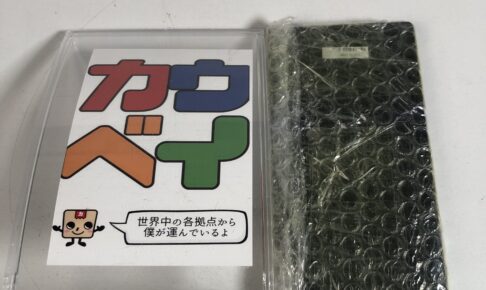 カウ
ベイ
世界中の各拠点から
僕が運んでいるよ